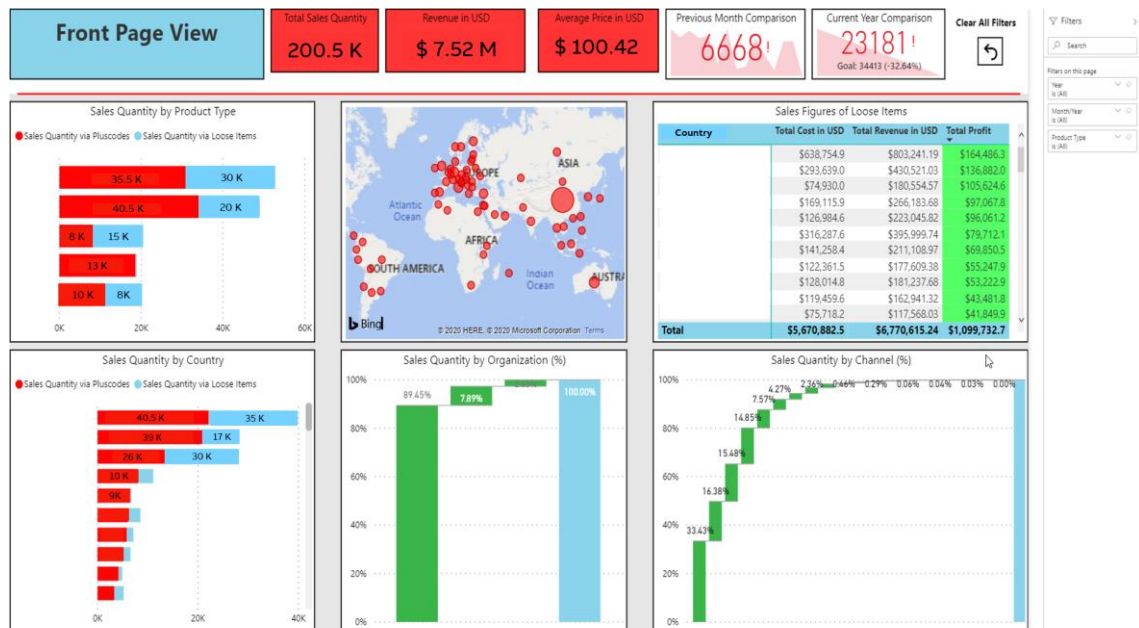 Front Page View
Total Sales Quantity
200.5 K
Revenue in USD
$ 7.52 M
Average Price in USD
$ 100.42
Previous Month Comparison
6668!
Current Year Comparison
23181!
Goal: 34413 (-32.64%)
Clear All Filters
Filters
Search
Filters on this page
Year
is (All)
Month/Year
is (All)
Product Type
is (All)
Sales Quantity by Product Type
Sales Quantity via Pluscodes Sales Quantity via Loose Items
35.5 K 30 K
40.5 K 20 K
8 K 15 K
13 K
10 K 8K
0K 20K 40K 60K
ASIA
EUROPE
Atlantic
Ocean
AFRICA
SOUTH AMERICA
Indian
Ocean
AUSTRA
Bing
© 2020 HERE, © 2020 Microsoft Corporation Terms
Sales Figures of Loose Items
Country Total Cost in USD Total Revenue in USD Total Profit
$638,754.9 $803,241.19 $164,486.3
$293,639.0 $430,521.03 $136,882.0
$74,930.0 $180,554.57 $105,624.6
$169,115.9 $266,183.68 $97,067.8
$126,984.6 $223,045.82 $96,061.2
$316,287.6 $395,999.74 $79,712.1
$141,258.4 $211,108.97 $69,850.5
$122,361.5 $177,609.38 $55,247.9
$128,014.8 $181,237.68 $53,222.9
$119,459.6 $162,941.32 $43,481.8
$75,718.2 $117,568.03 $41,849.9
Total $5,670,882.5 $6,770,615.24 $1,099,732.7
Sales Quantity by Country
Sales Quantity via Pluscodes Sales Quantity via Loose Items
40.5 K 35 K
39 K 17 K
26 K 30 K
10 K
9K
0K 20K 40K
Sales Quantity by Organization (%)
100%
80%
60%
40%
20%
0%
89.45%
7.89%
100.00%
Sales Quantity by Channel (%)
100%
80%
60%
40%
20%
0%
33.43%
16.38%
15.48%
14.85%
7.57%
4.27%
2.36%
0.46%
0.29%
0.06%
0.04%
0.03%
0.00%